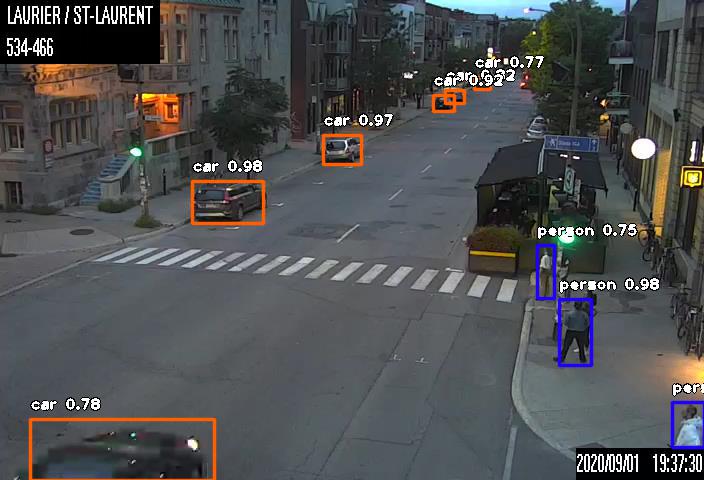 LAURIER / ST-LAURENT
534-466
car 0.77
car 0.92
car 0.97
car 0.98
person 0.75
person 0.98
pers
car 0.78
2020/09/01 19:37:30